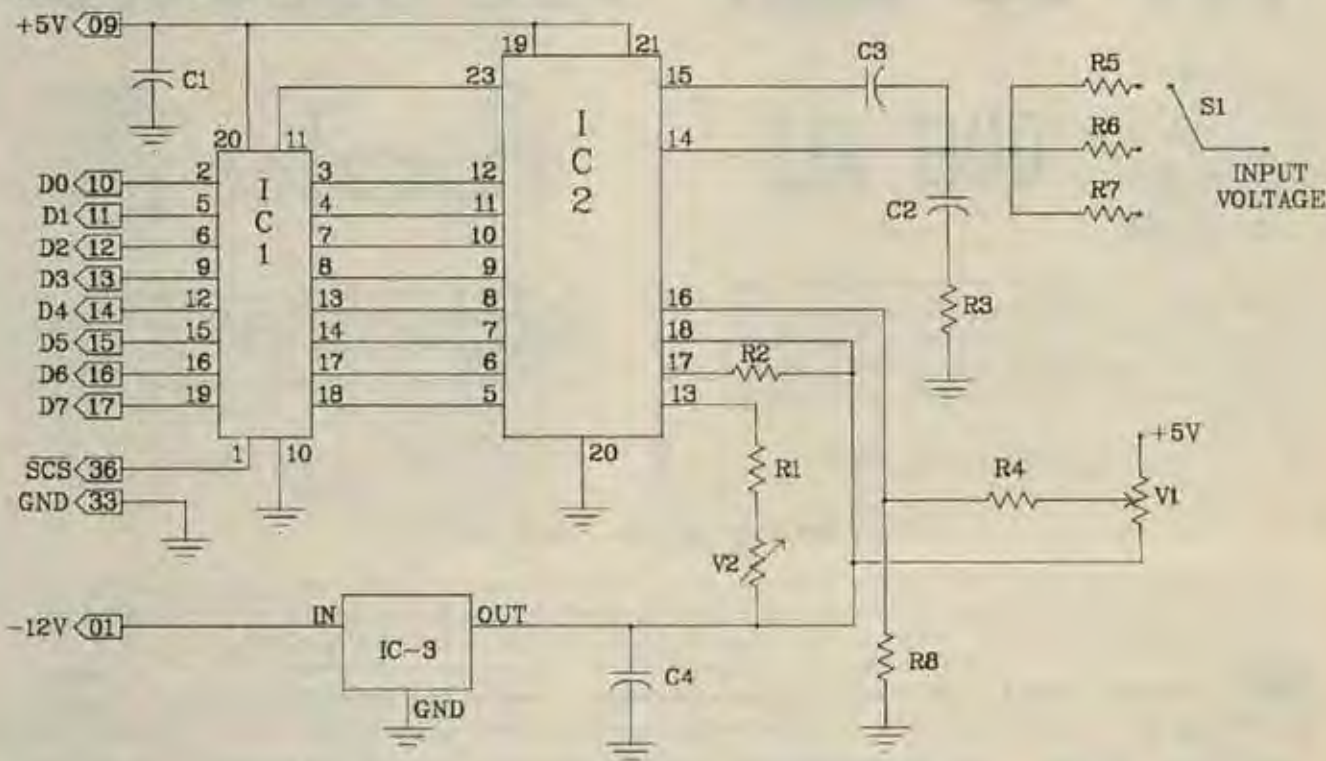 +5V 09
C1
20
11
23
19
21
15
14
I
C
2
C3
R5
R6
R7
S1
INPUT
VOLTAGE
C2
R3
D0 10 2
D1 11 5
D2 12 6
D3 13 9
D4 14 12
D5 15 15
D6 16 16
D7 17 19
I
C
1
3 12
4 11
7 10
8 9
13 8
14 7
17 6
18 5
16
18
17
13
R2
SCS 36 1
10
20
GND 33
R1
V2
R4
+5V
V1
-12V 01
IN
IC-3
OUT
GND
C4
R8